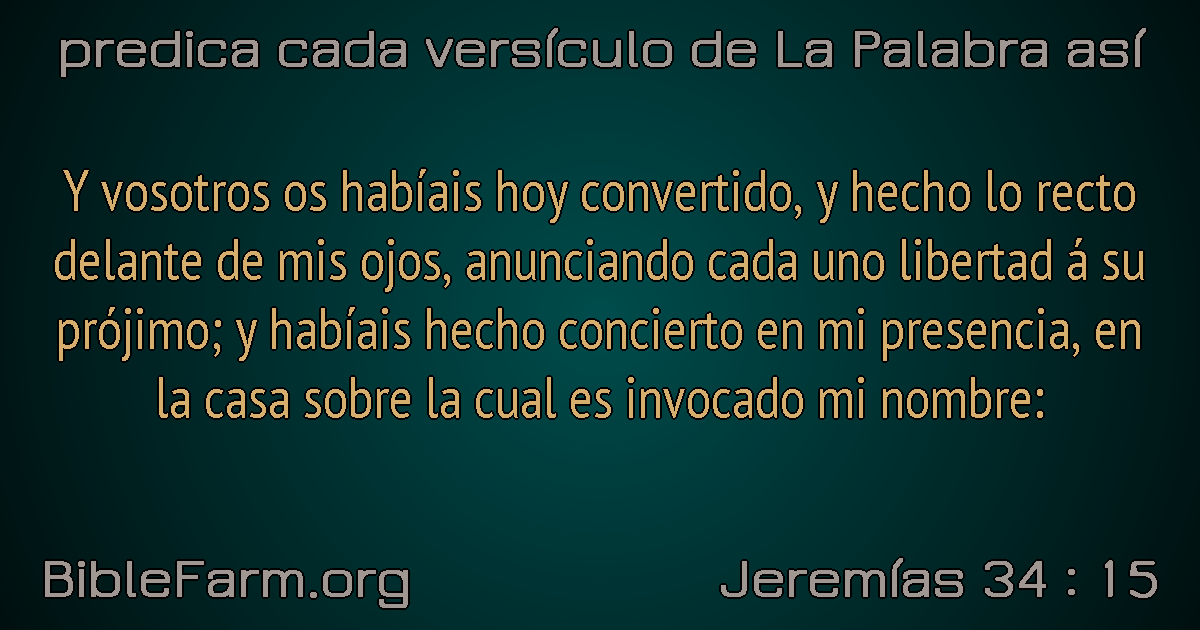 predica cada versículo de La Palabra así
Y vosotros os habíais hoy convertido, y hecho lo recto
delante de mis ojos, anunciando cada uno libertad á su
prójimo; y habíais hecho concierto en mi presencia, en
la casa sobre la cual es invocado mi nombre:
BibleFarm.org
Jeremías 34 : 15